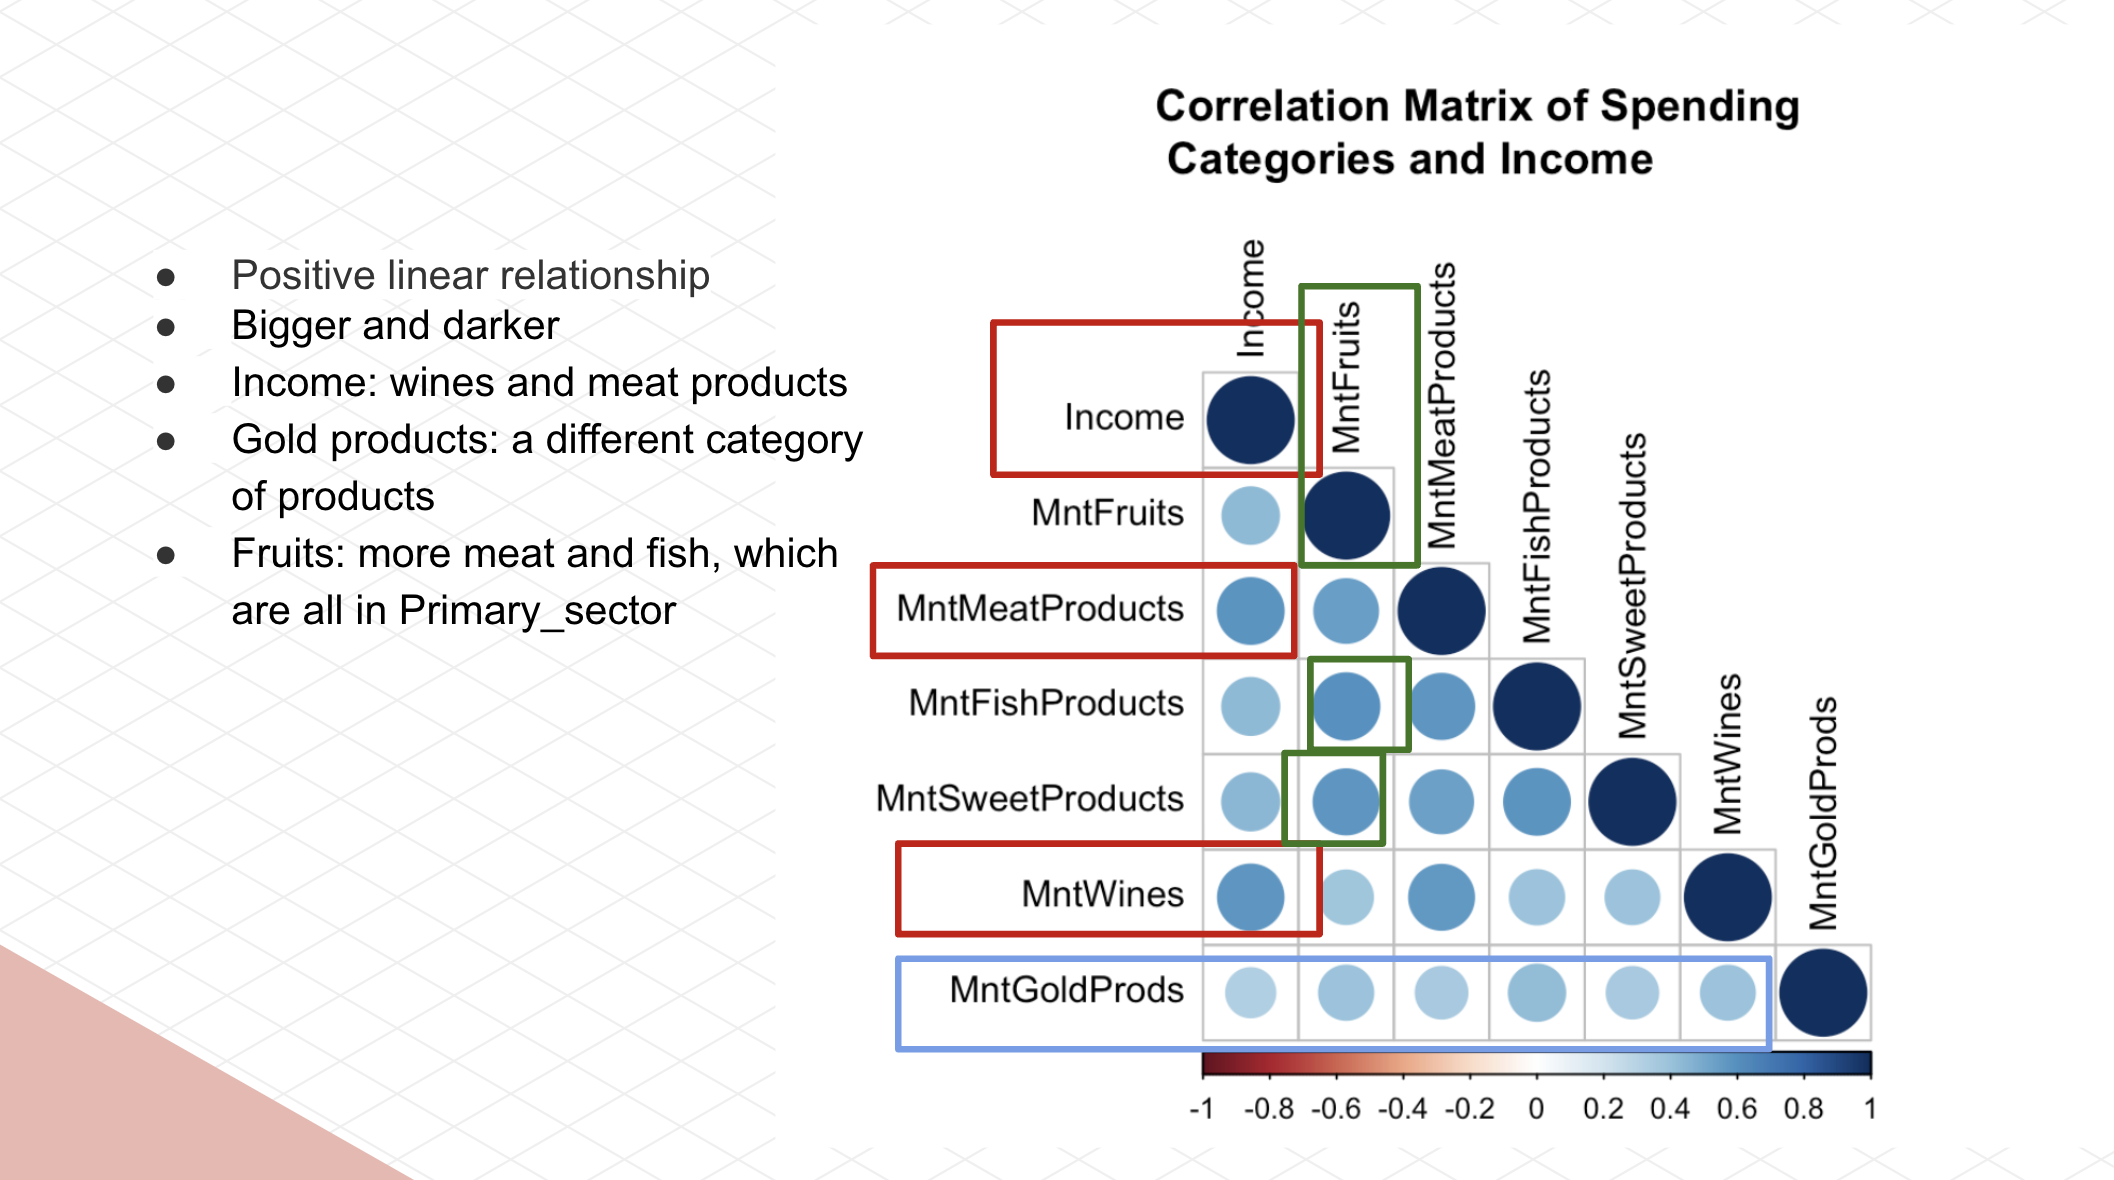 Correlation Matrix of Spending
Categories and Income
● Positive linear relationship
● Bigger and darker
● Income: wines and meat products
● Gold products: a different category
of products
● Fruits: more meat and fish, which
are all in Primary_sector
Income
MntFruits
MntMeatProducts
MntFishProducts
MntSweetProducts
MntWines
MntGoldProds
Income
MntFruits
MntMeatProducts
MntFishProducts
MntSweetProducts
MntWines
MntGoldProds
-1 -0.8 -0.6 -0.4 -0.2 0 0.2 0.4 0.6 0.8 1